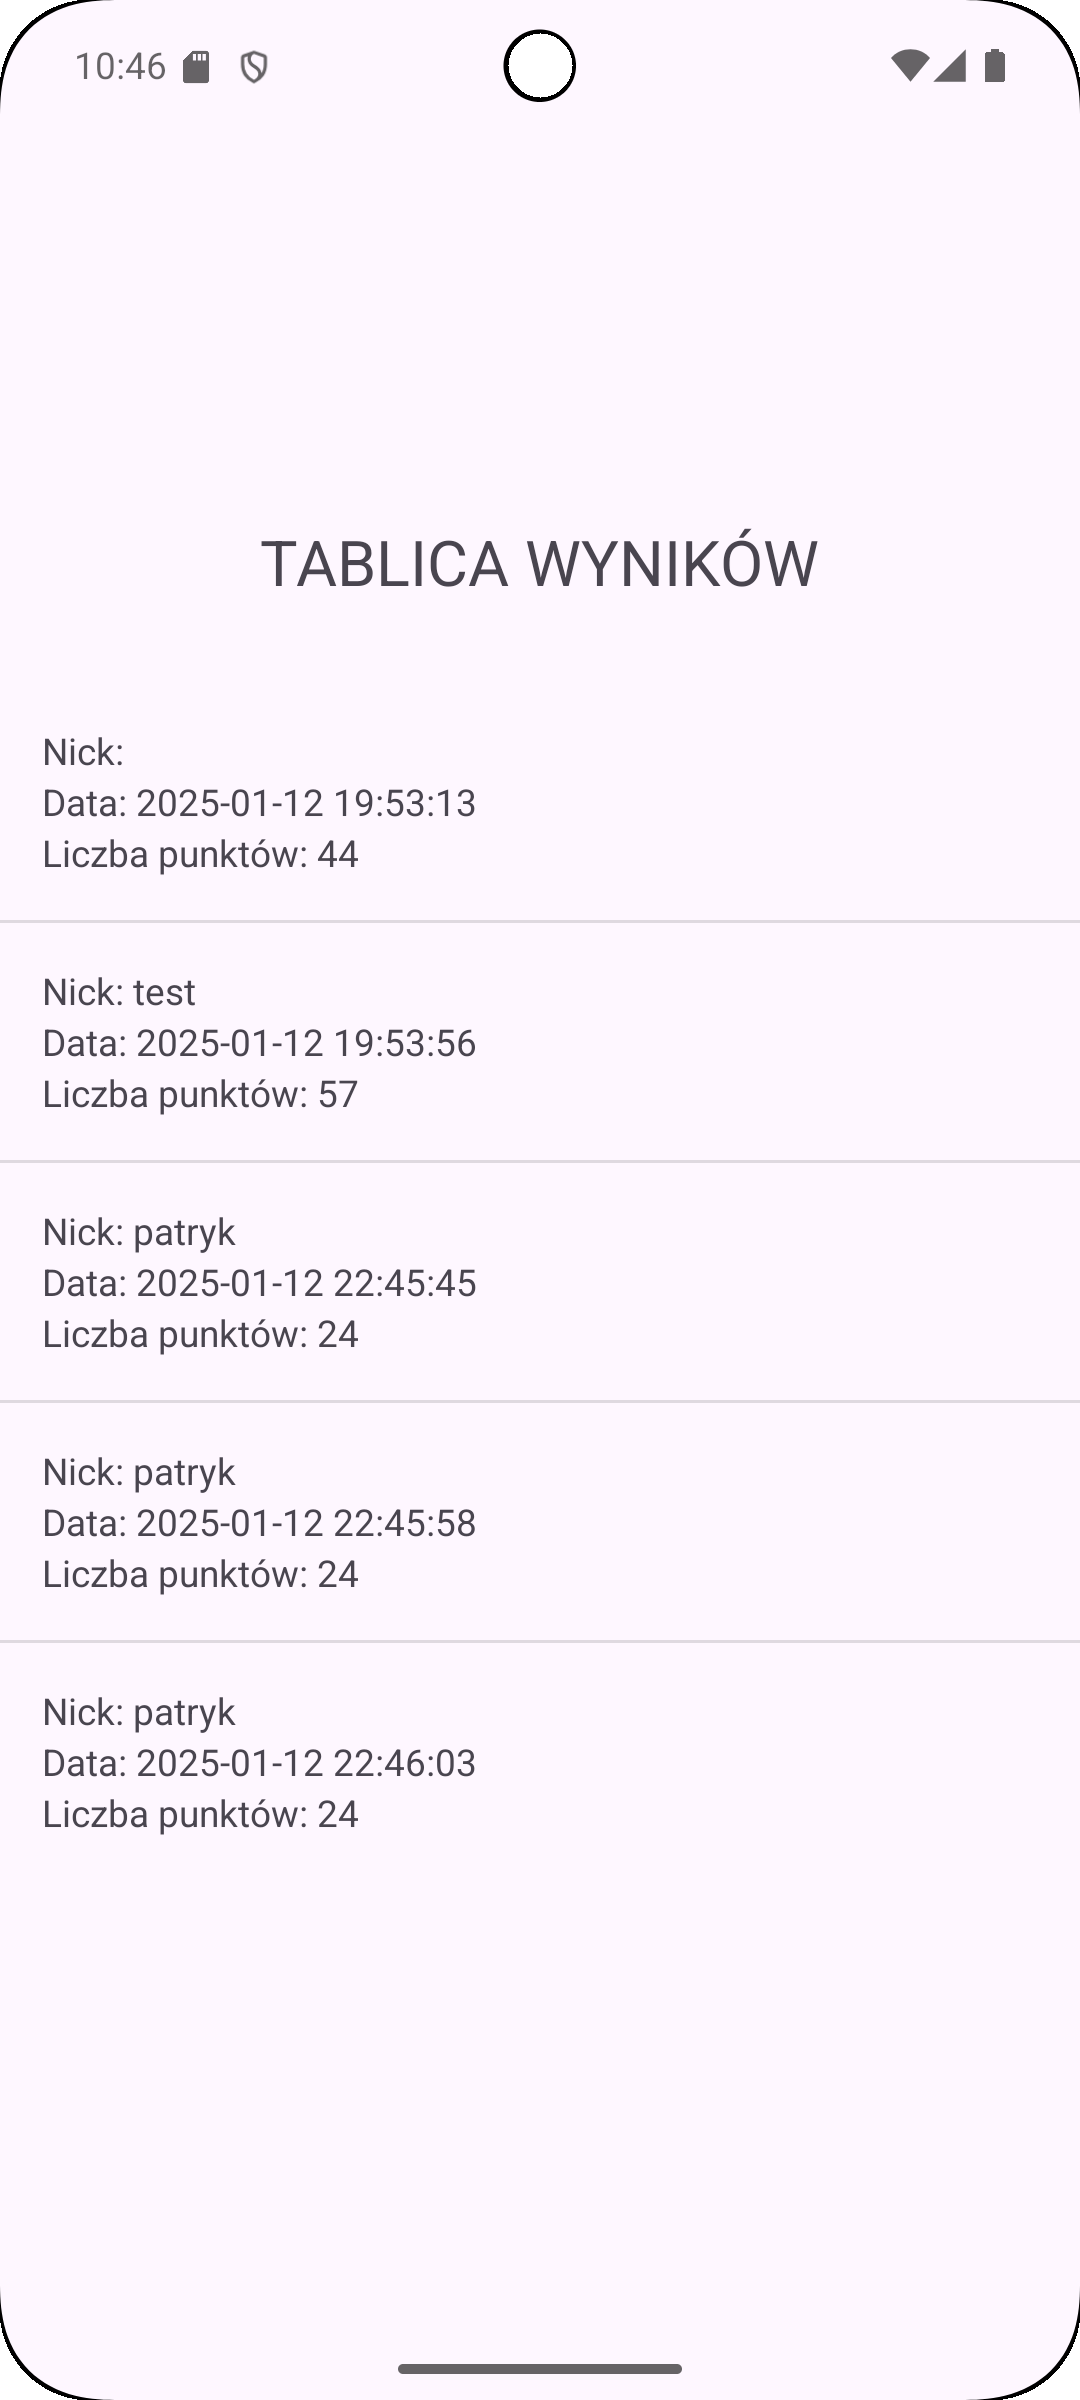 10:46
TABLICA WYNIKÓW
Nick:
Data: 2025-01-12 19:53:13
Liczba punktów: 44
Nick: test
Data: 2025-01-12 19:53:56
Liczba punktów: 57
Nick: patryk
Data: 2025-01-12 22:45:45
Liczba punktów: 24
Nick: patryk
Data: 2025-01-12 22:45:58
Liczba punktów: 24
Nick: patryk
Data: 2025-01-12 22:46:03
Liczba punktów: 24